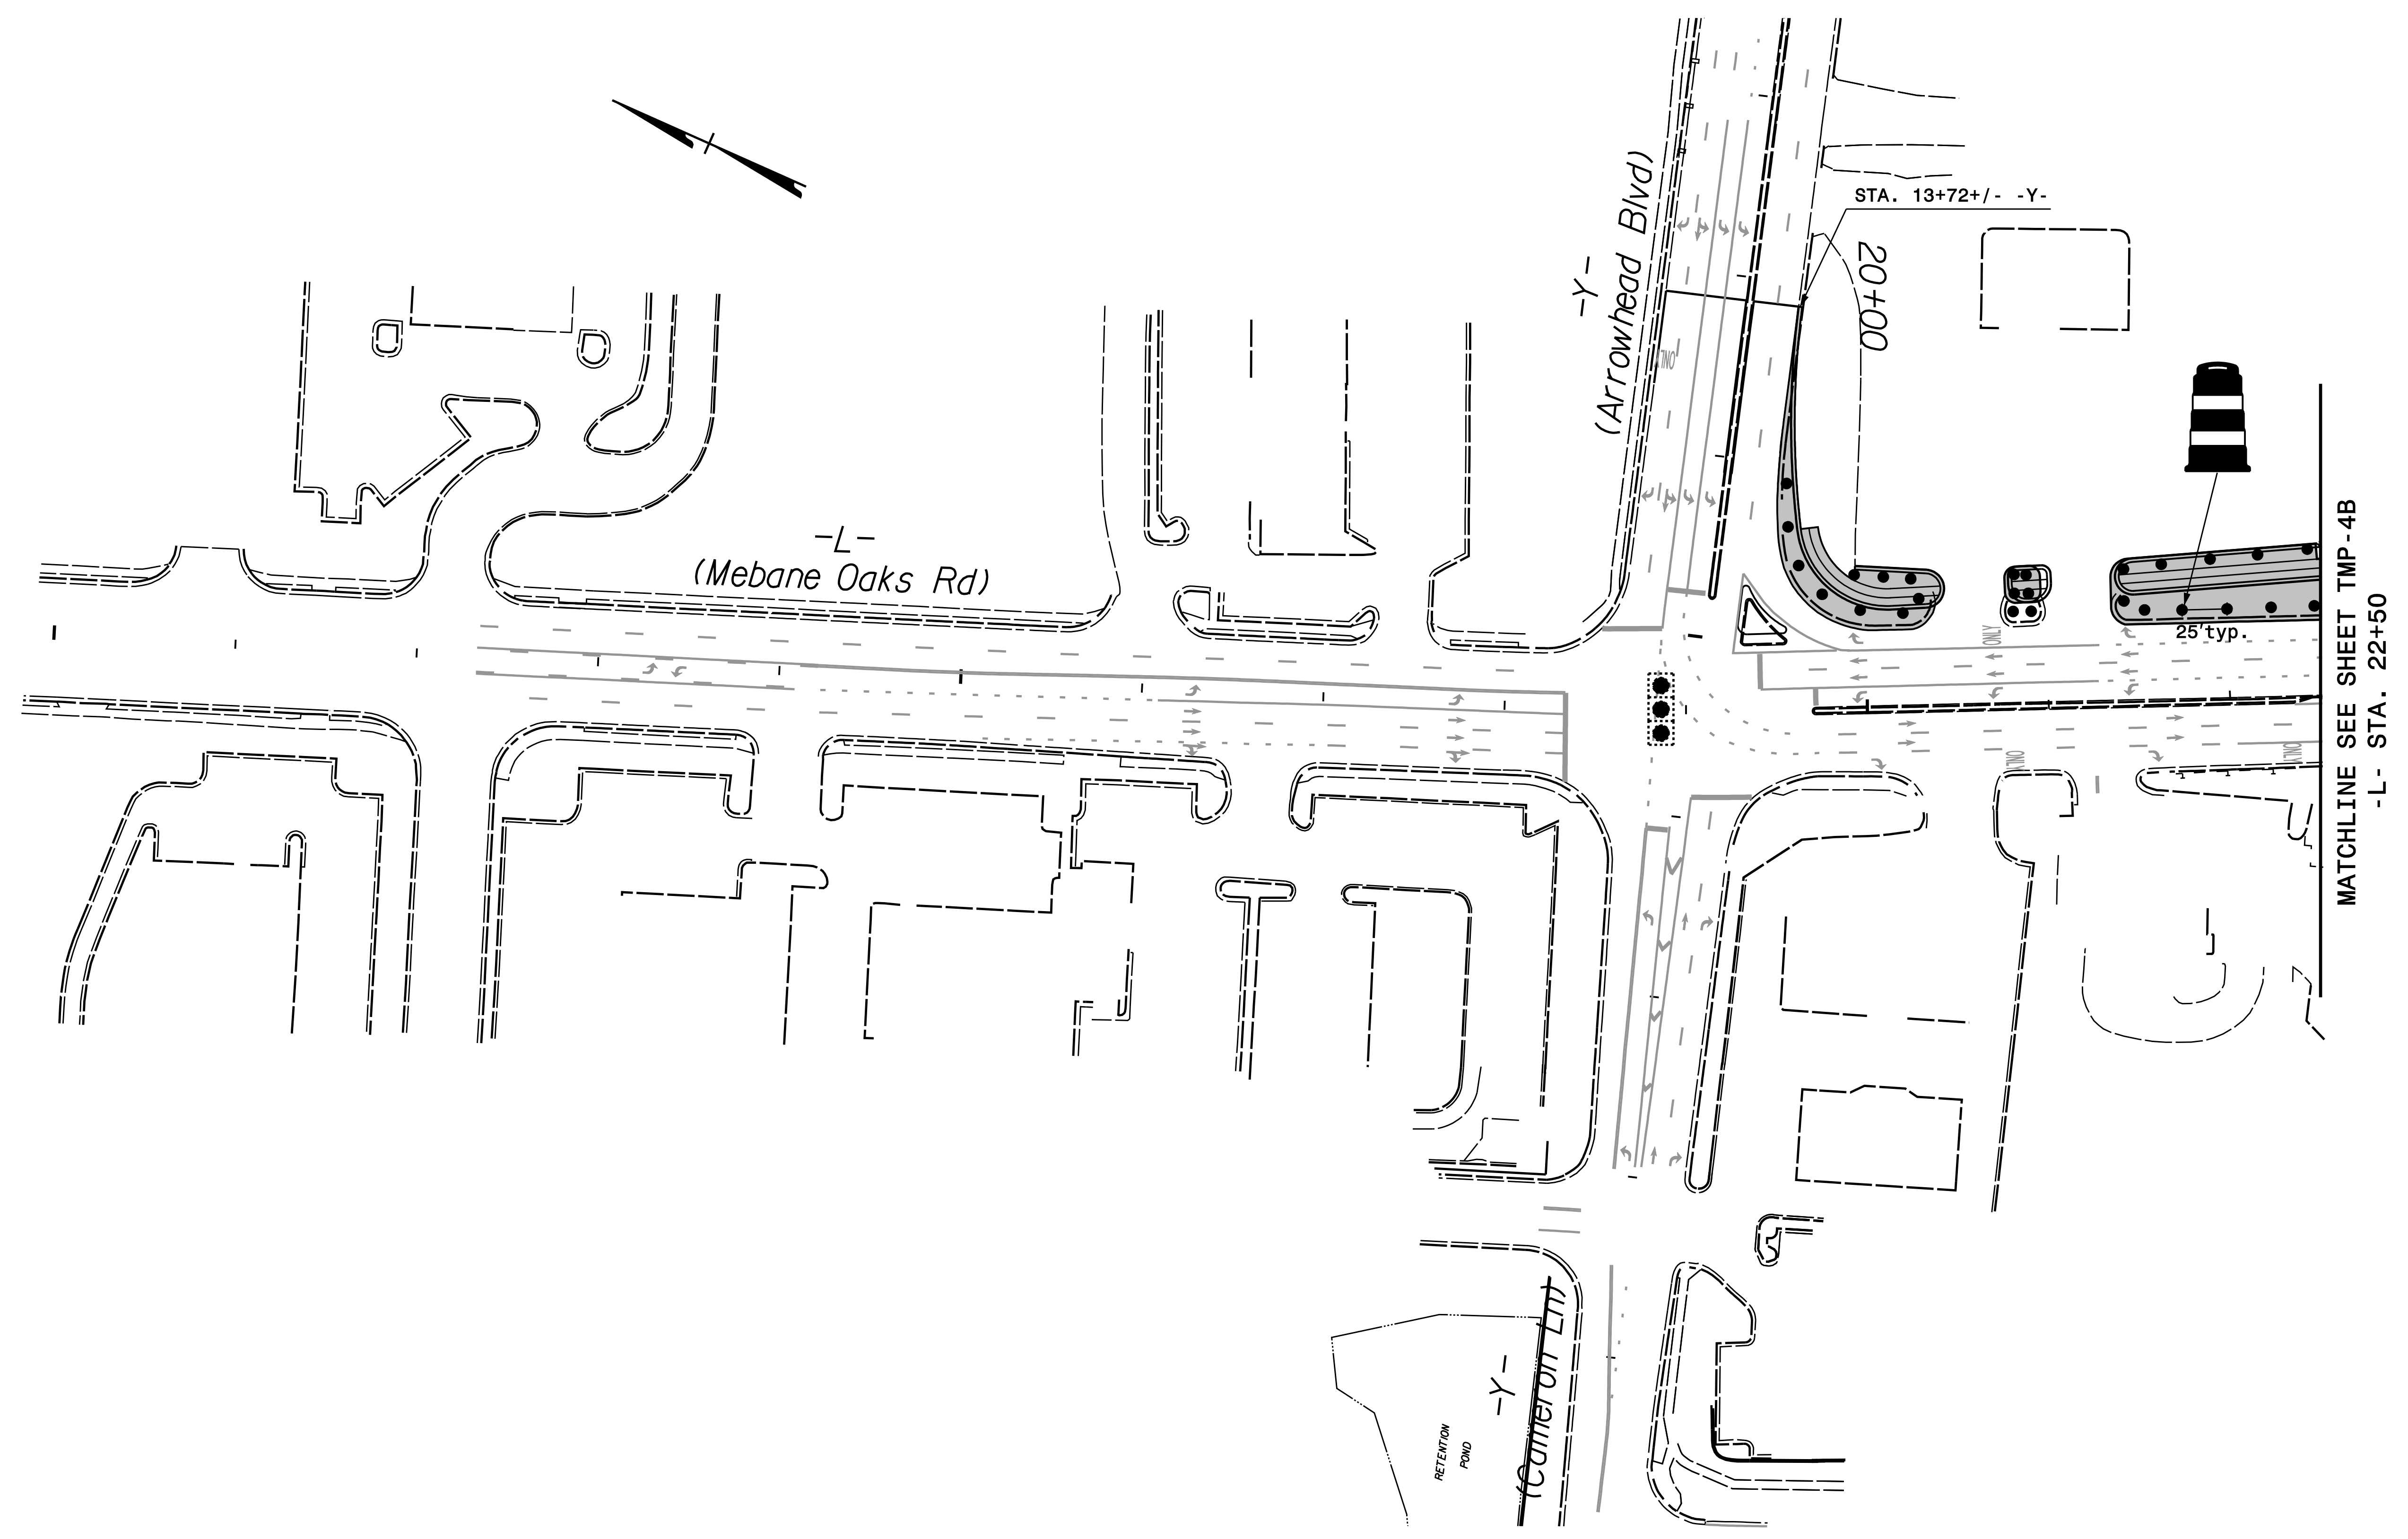 STA. 13+72+/- -Y-
-Y-
(Arrowhead Blvd)
20+00
ONLY
-L-
(Mebane Oaks Rd)
25' typ.
ONLY
ONLY
ONLY
MATCHLINE SEE SHEET TMP-4B
-L- STA. 22+50
-Y-
(Cameron Ln)
RETENTION
POND